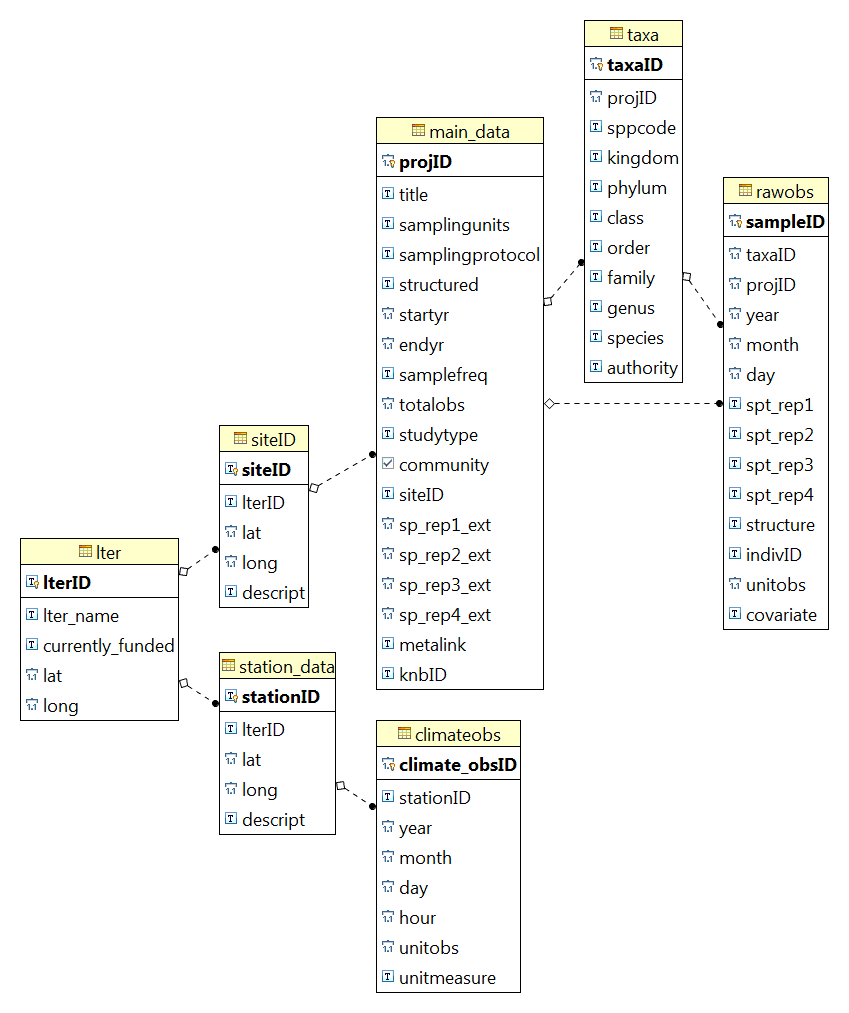 taxa
taxaID
projID
sppcode
kingdom
phylum
class
order
family
genus
species
authority
main_data
projID
title
samplingunits
samplingprotocol
structured
startyr
endyr
samplefreq
totalobs
studytype
community
siteID
sp_rep1_ext
sp_rep2_ext
sp_rep3_ext
sp_rep4_ext
metalink
knbID
rawobs
sampleID
taxaID
projID
year
month
day
spt_rep1
spt_rep2
spt_rep3
spt_rep4
structure
indivID
unitobs
covariate
siteID
siteID
lterID
lat
long
descript
lter
lterID
lter_name
currently_funded
lat
long
station_data
stationID
lterID
lat
long
descript
climateobs
climate_obsID
stationID
year
month
day
hour
unitobs
unitmeasure